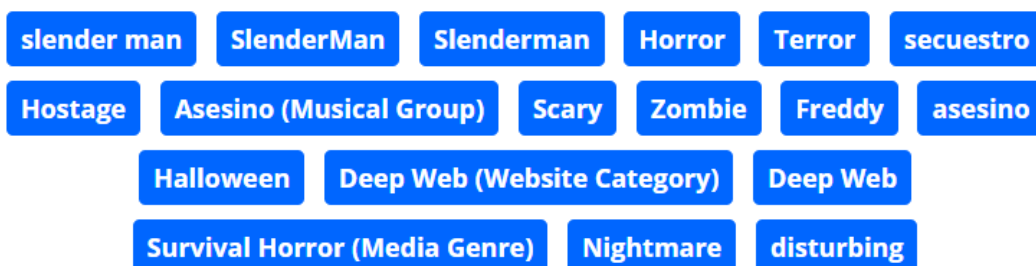 slender man SlenderMan Slenderman Horror Terror secuestro
Hostage Asesino (Musical Group) Scary Zombie Freddy asesino
Halloween Deep Web (Website Category) Deep Web
Survival Horror (Media Genre) Nightmare disturbing